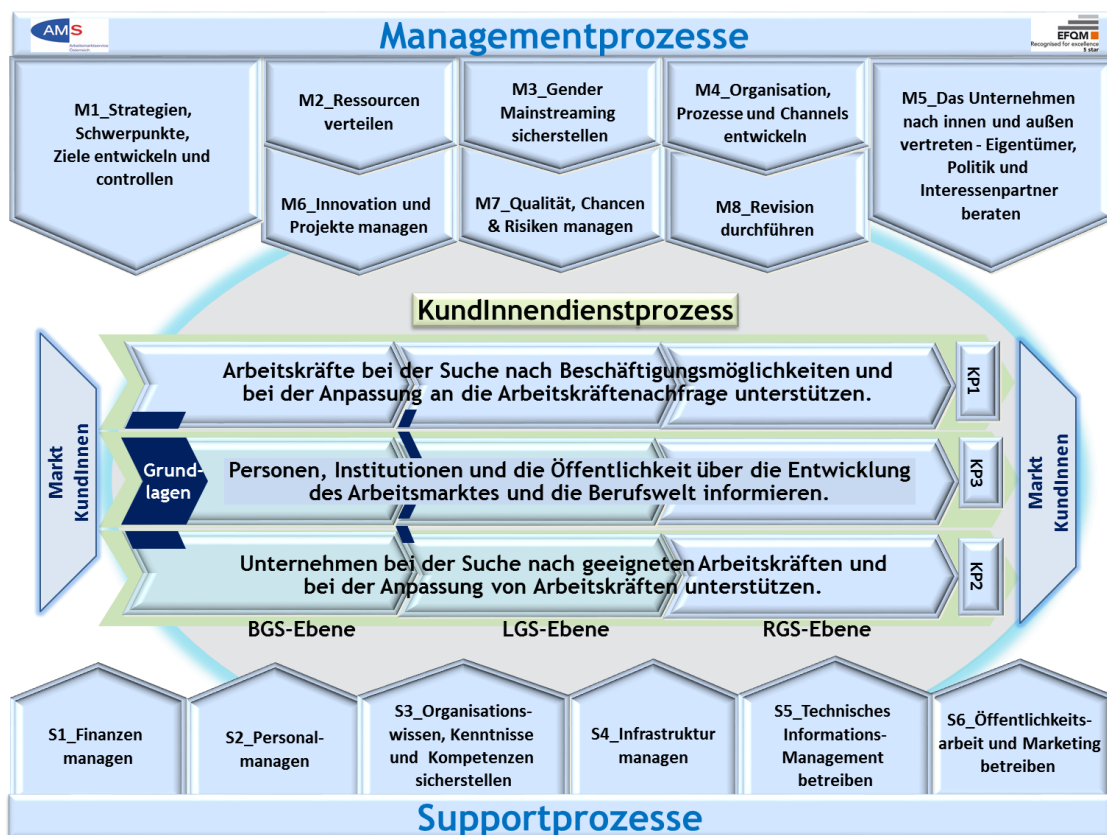 AMS
Arbeitsmarktservice
Österreich
Managementprozesse
EFQM
Recognised for excellence
5 star
M1_Strategien,
Schwerpunkte,
Ziele entwickeln und
controllen
M2_Ressourcen
verteilen
M3_Gender
Mainstreaming
sicherstellen
M4_Organisation,
Prozesse und Channels
entwickeln
M5_Das Unternehmen
nach innen und außen
vertreten - Eigentümer,
Politik und
Interessenpartner
beraten
M6_Innovation und
Projekte managen
M7_Qualität, Chancen
& Risiken managen
M8_Revision
durchführen
KundInnendienstprozess
Markt
KundInnen
Arbeitskräfte bei der Suche nach Beschäftigungsmöglichkeiten und
bei der Anpassung an die Arbeitskräftenachfrage unterstützen.
KP1
Grund-
lagen
Personen, Institutionen und die Öffentlichkeit über die Entwicklung
des Arbeitsmarktes und die Berufswelt informieren.
KP3
Unternehmen bei der Suche nach geeigneten Arbeitskräften und
bei der Anpassung von Arbeitskräften unterstützen.
KP2
Markt
KundInnen
BGS-Ebene
LGS-Ebene
RGS-Ebene
S1_Finanzen
managen
S2_Personal-
managen
S3_Organisations-
wissen, Kenntnisse
und Kompetenzen
sicherstellen
S4_Infrastruktur
managen
S5_Technisches
Informations-
Management
betreiben
S6_Öffentlichkeits-
arbeit und Marketing
betreiben
Supportprozesse